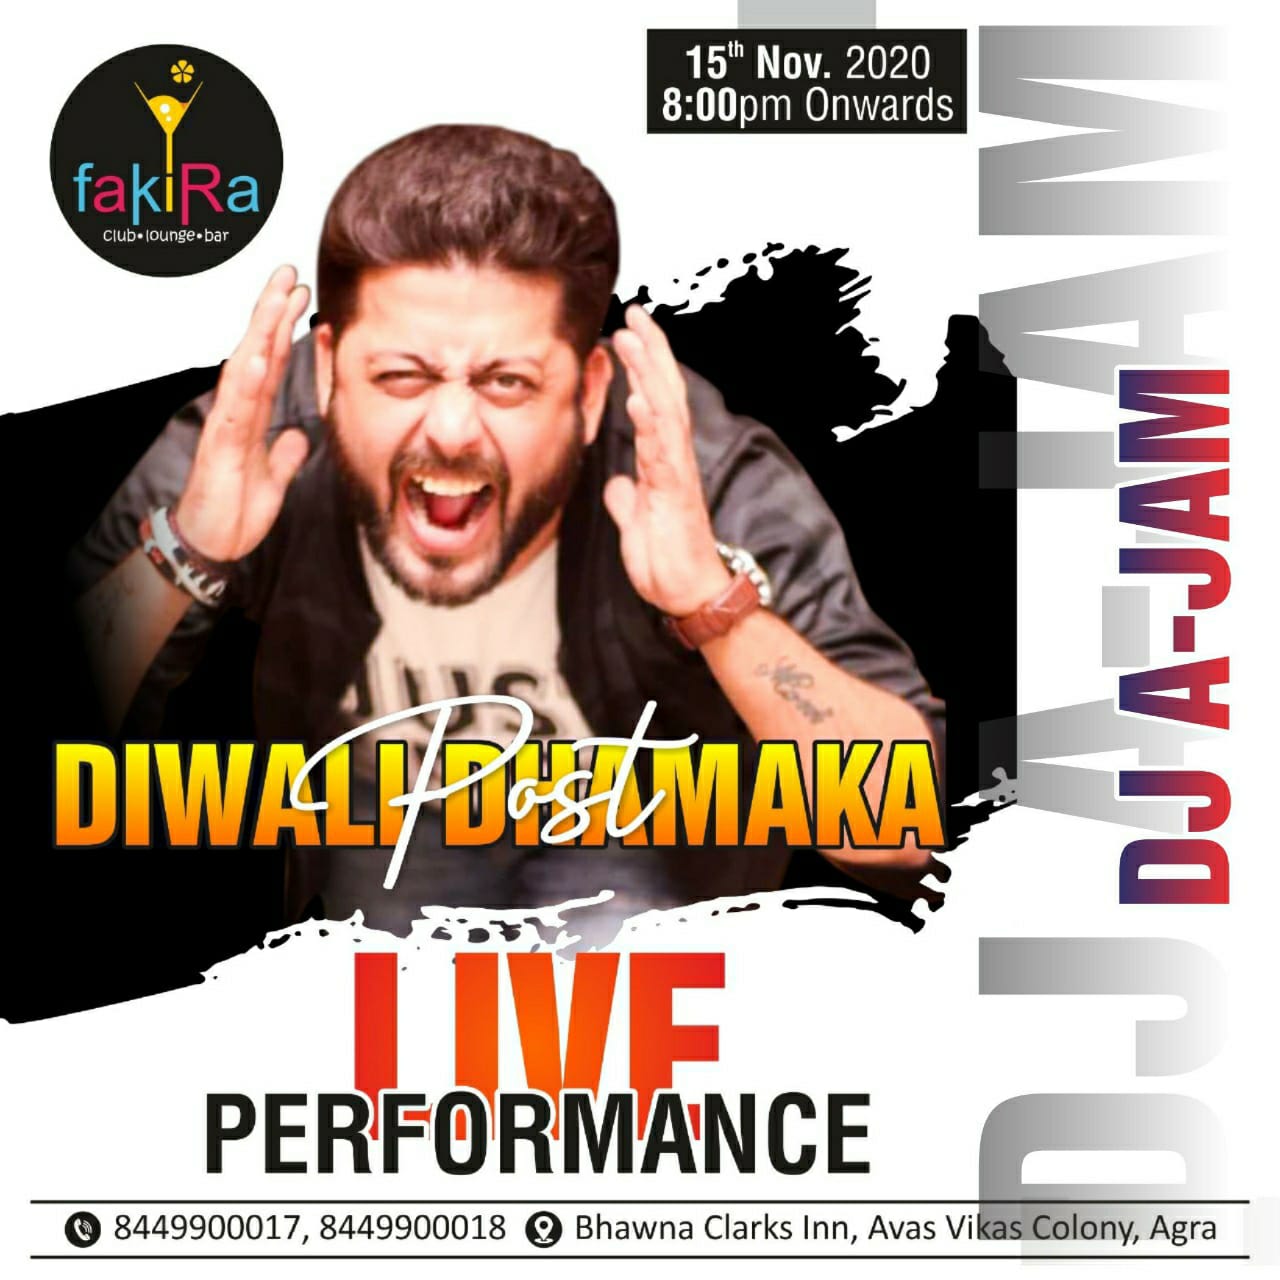 fakiRa
club•lounge•bar
15th Nov. 2020
8:00pm Onwards
DJ A-JAM
DJ A-JAM
DIWALI DHAMAKA
Post
LIVE
PERFORMANCE
8449900017, 8449900018 Bhawna Clarks Inn, Avas Vikas Colony, Agra